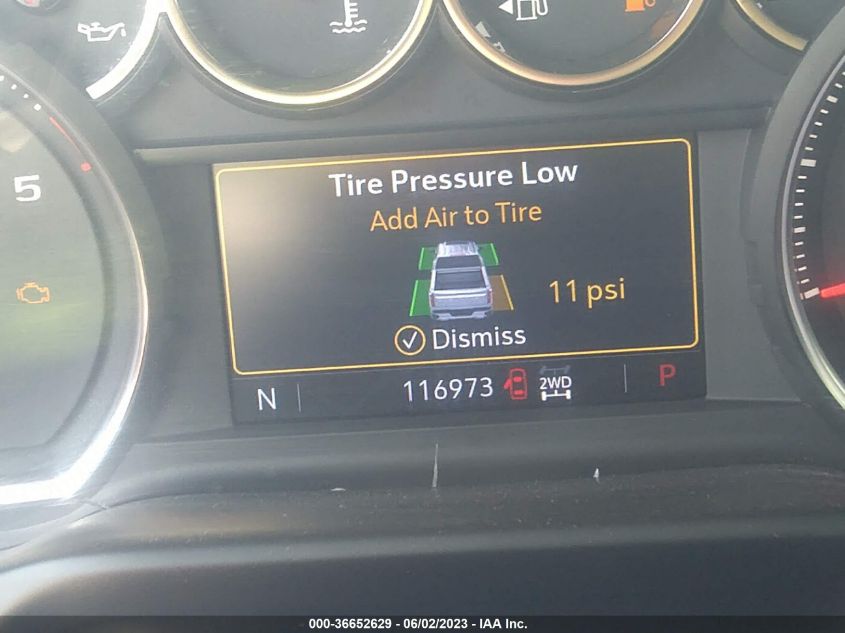 5
Tire Pressure Low
Add Air to Tire
11 psi
Dismiss
N 116973 2WD P
000-36652629 - 06/02/2023 - IAA Inc.